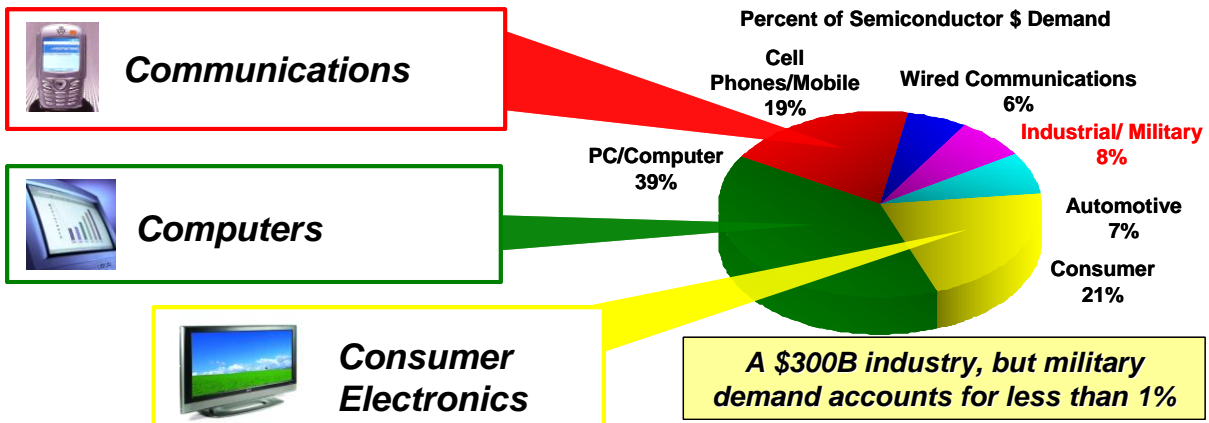 Percent of Semiconductor $ Demand
Communications
Cell
Phones/Mobile
19%
Wired Communications
6%
Industrial/ Military
8%
PC/Computer
39%
Computers
Automotive
7%
Consumer
21%
Consumer
Electronics
A $300B industry, but military
demand accounts for less than 1%